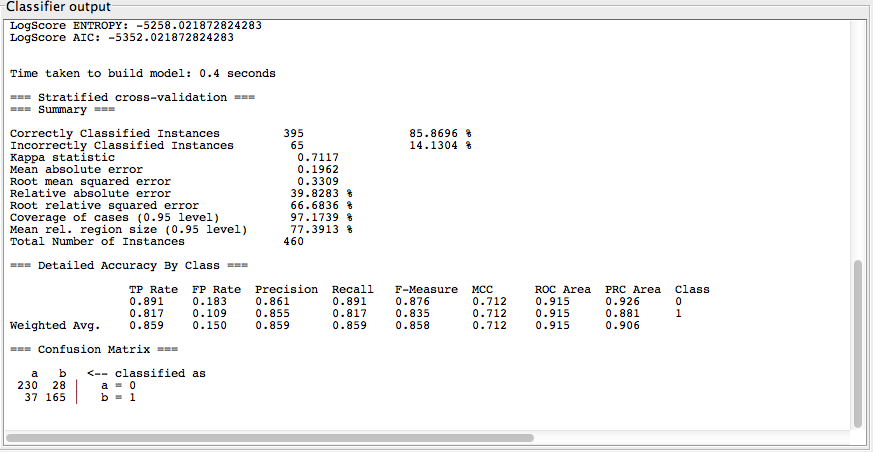 Classifier output
LogScore ENTROPY: -5258.021872824283
LogScore AIC: -5352.021872824283
Time taken to build model: 0.4 seconds
=== Stratified cross-validation ===
=== Summary ===
Correctly Classified Instances 395 85.8696 %
Incorrectly Classified Instances 65 14.1304 %
Kappa statistic 0.7117
Mean absolute error 0.1962
Root mean squared error 0.3309
Relative absolute error 39.8283 %
Root relative squared error 66.6836 %
Coverage of cases (0.95 level) 97.1739 %
Mean rel. region size (0.95 level) 77.3913 %
Total Number of Instances 460
=== Detailed Accuracy By Class ===
TP Rate FP Rate Precision Recall F-Measure MCC ROC Area PRC Area Class
0.891 0.183 0.861 0.891 0.876 0.712 0.915 0.926 0
0.817 0.109 0.855 0.817 0.835 0.712 0.915 0.881 1
Weighted Avg. 0.859 0.150 0.859 0.859 0.858 0.712 0.915 0.906
=== Confusion Matrix ===
a b <-- classified as
230 28 | a = 0
37 165 | b = 1